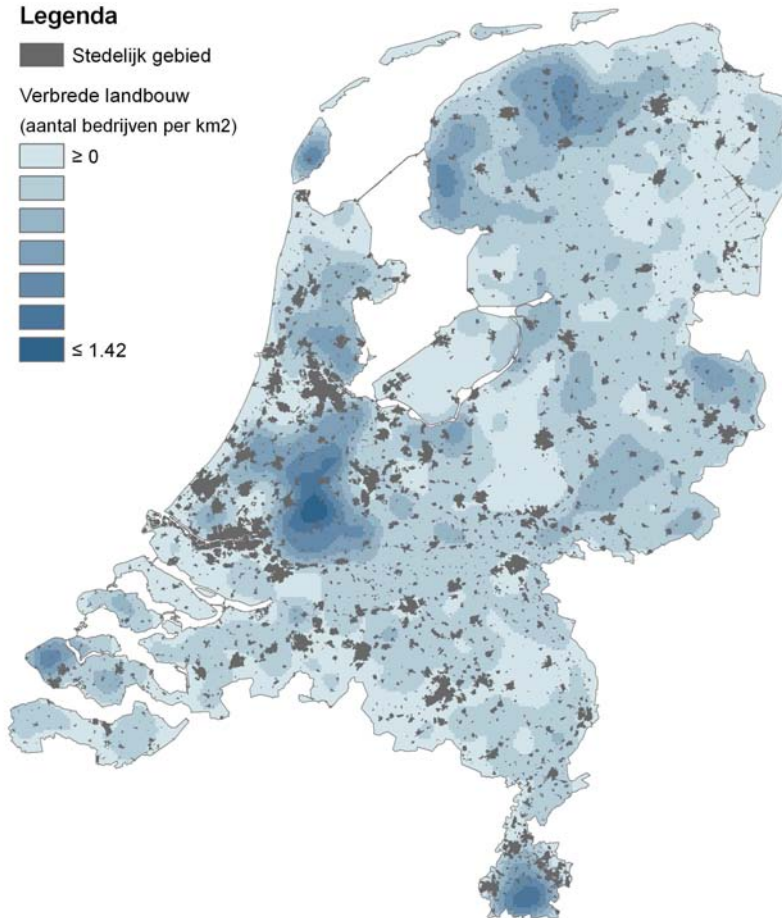 Legenda
Stedelijk gebied
Verbrede landbouw
(aantal bedrijven per km2)
≥ 0
≤ 1.42